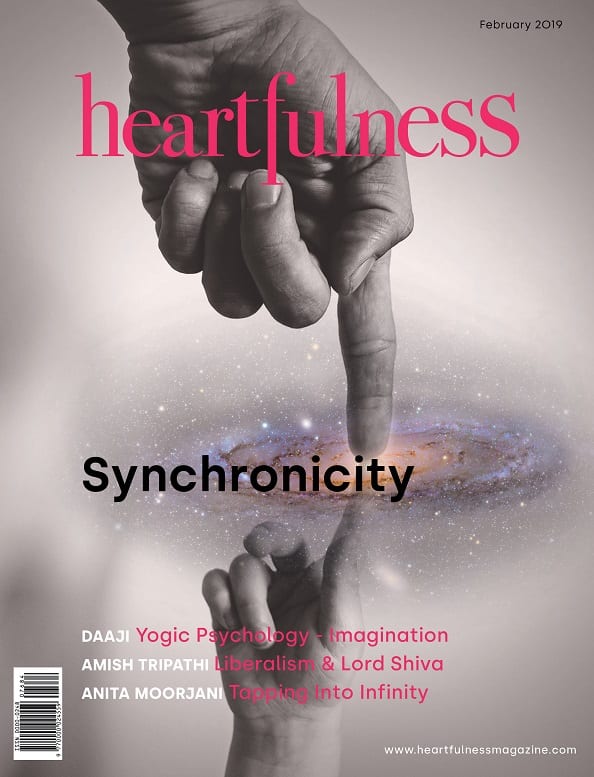 February 2019
heartfulness
Synchronicity
DAAJI Yogic Psychology - Imagination
AMISH TRIPATHI Liberalism & Lord Shiva
ANITA MOORJANI Tapping Into Infinity
www.heartfulnessmagazine.com